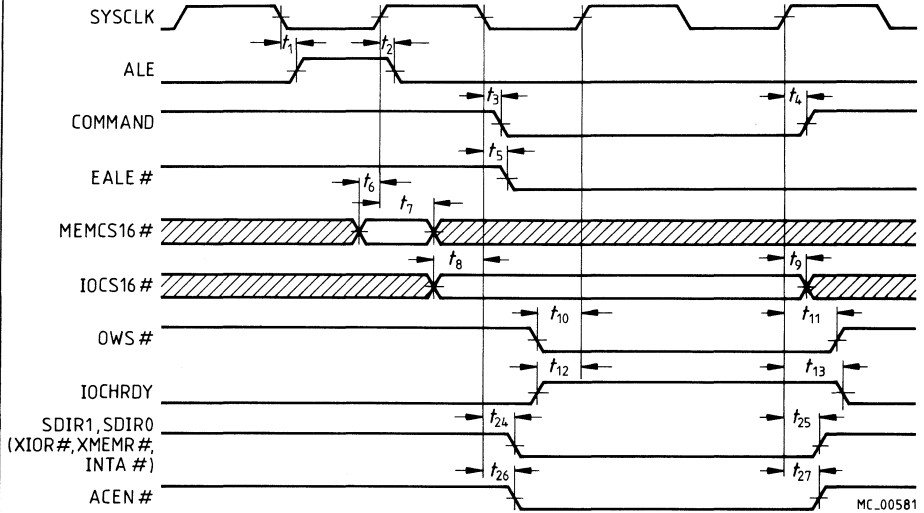 SYSCLK
t1 t2
ALE
t3 t4
COMMAND
t5
EALE #
t6
t7
MEMCS16 #
t8 t9
IOCS16 #
t10 t11
OWS #
t12 t13
IOCHRDY
SDIR1, SDIR0
t24 t25
(XIOR#, XMEMR#,
INTA #)
t26 t27
ACEN #
MC_00581